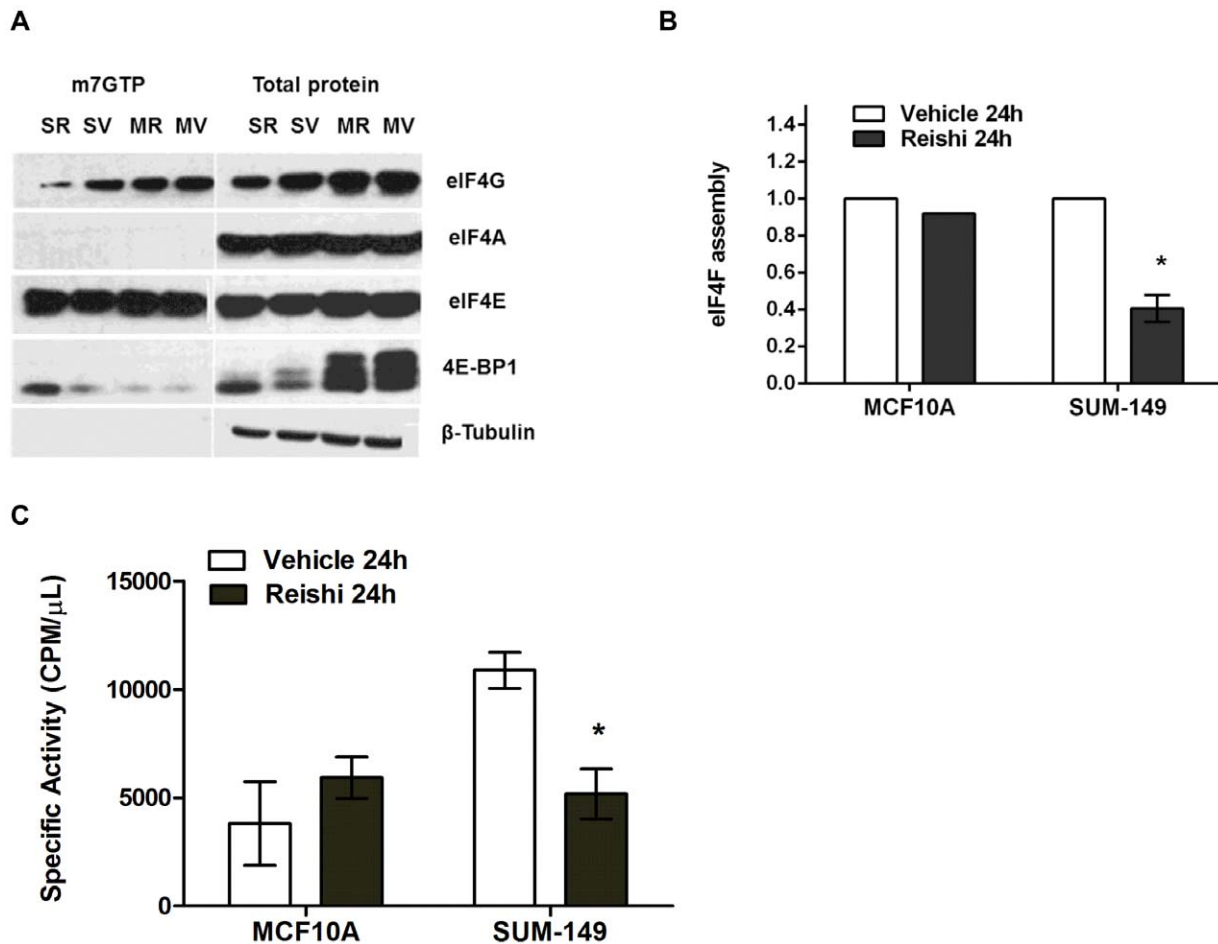 A
m7GTP Total protein
SR SV MR MV SR SV MR MV
eIF4G
eIF4A
eIF4E
4E-BP1
β-Tubulin
B
Vehicle 24h
Reishi 24h
eIF4F assembly
1.4
1.2
1.0
0.8
0.6
0.4
0.2
0.0
*
MCF10A SUM-149
C
Vehicle 24h
Reishi 24h
Specific Activity (CPM/μL)
15000
10000
5000
0
*
MCF10A SUM-149